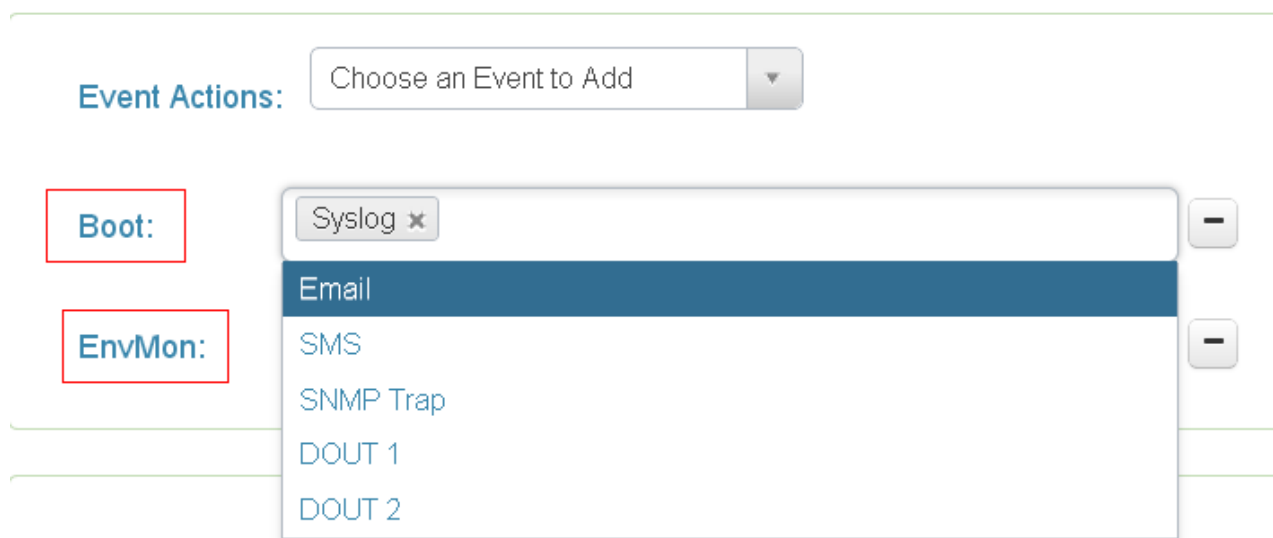 Event Actions: Choose an Event to Add
Boot: Syslog
Email
EnvMon: SMS
SNMP Trap
DOUT 1
DOUT 2